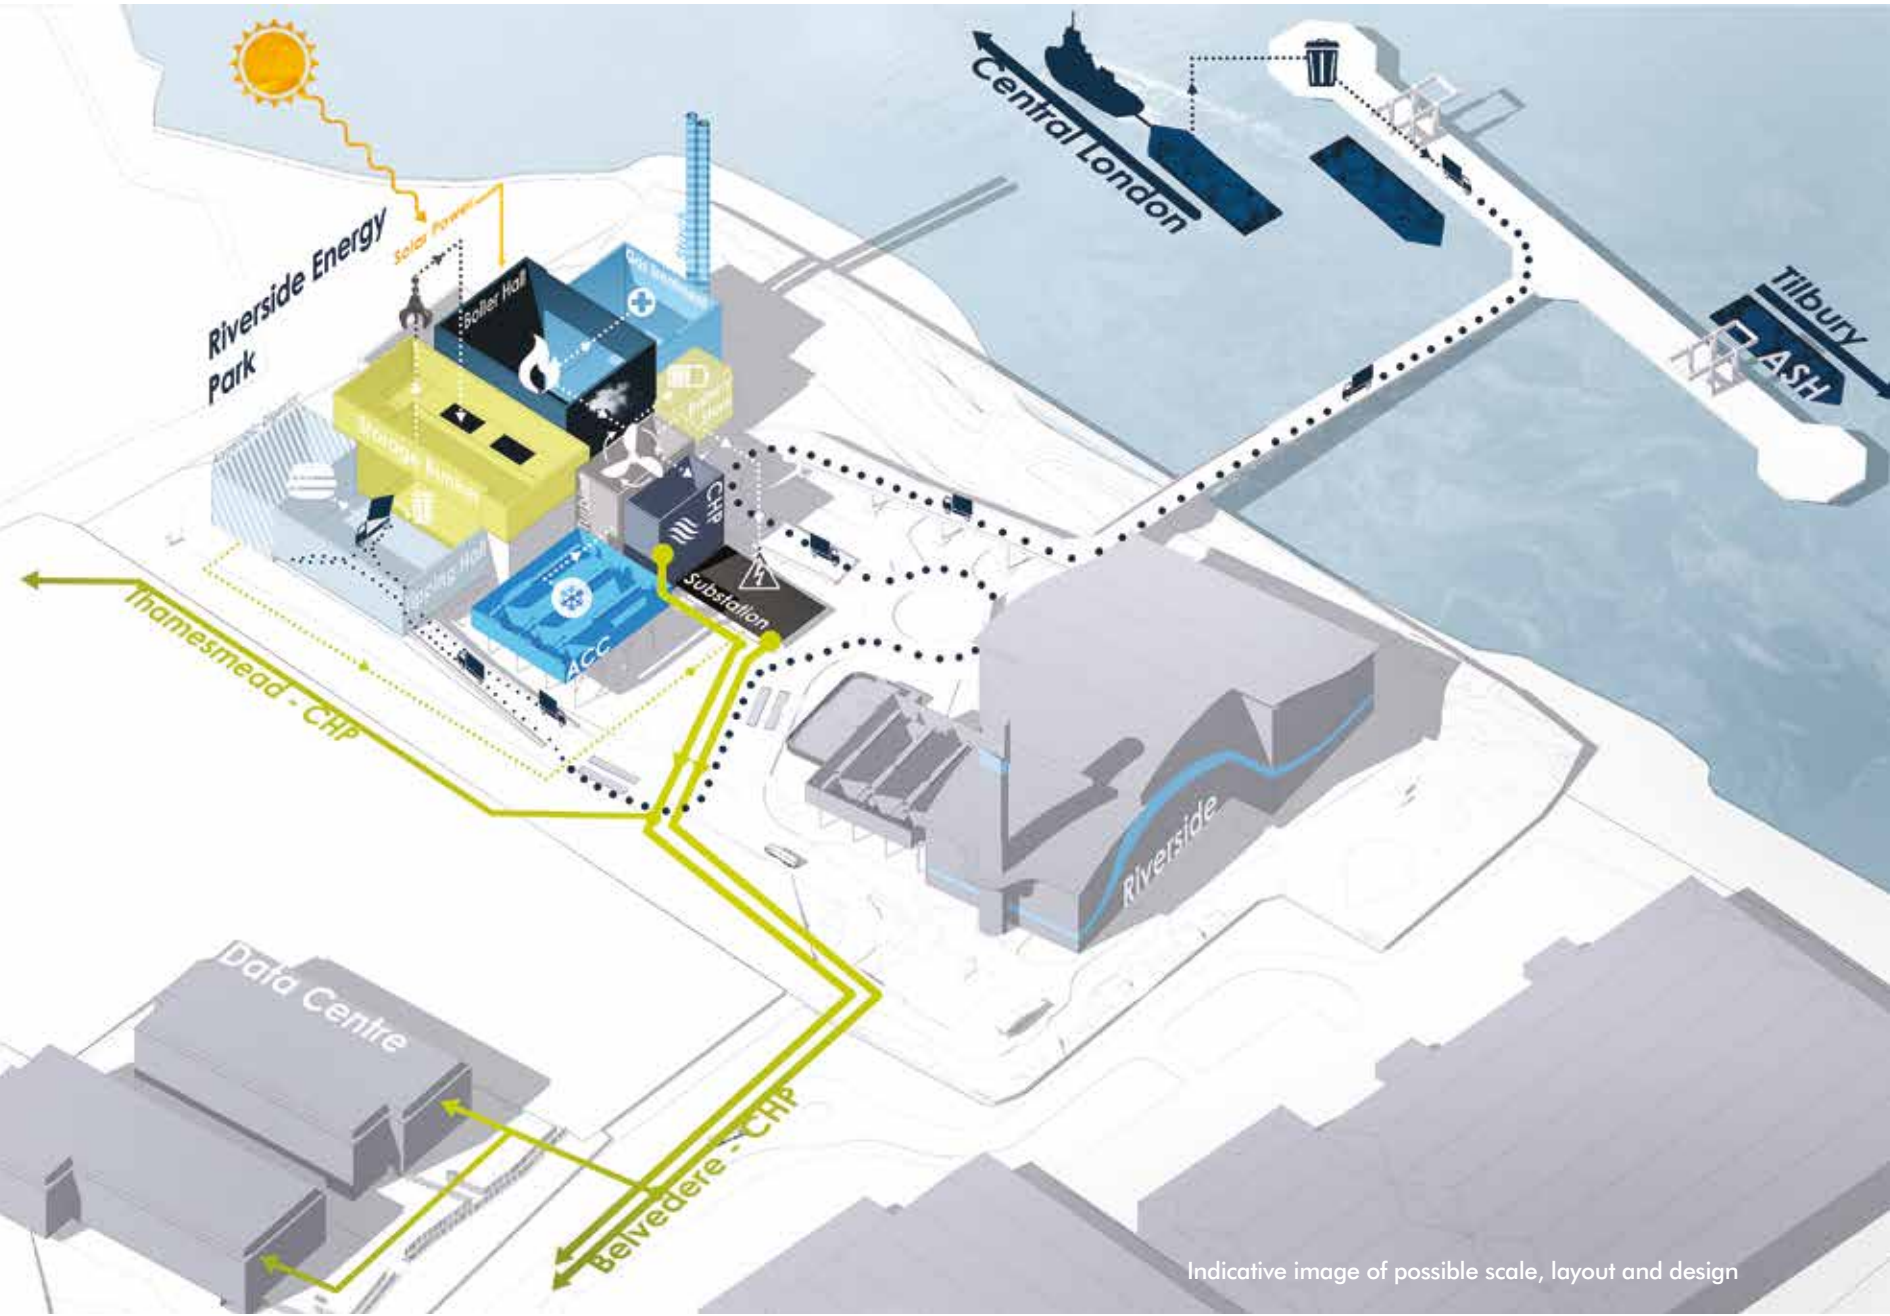 Central London
Tilbury
ASH
Riverside Energy
Park
Solar Power
Boiler Hall
Storage Bunker
CHP
Substation
ACC
Thamesmead - CHP
Riverside
Data Centre
Belvedere - CHP
Indicative image of possible scale, layout and design